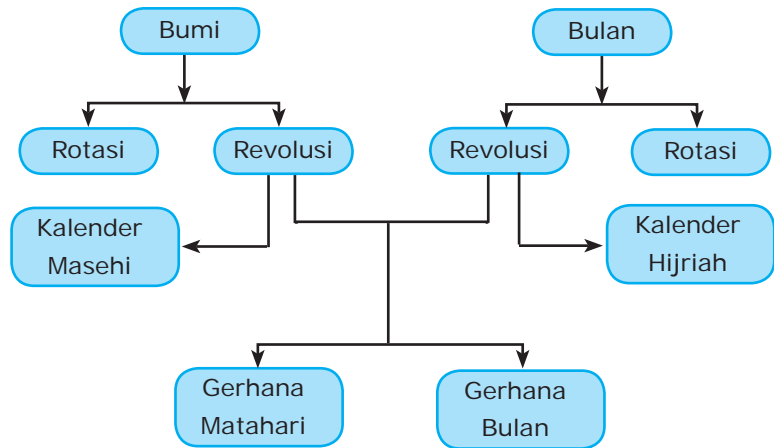 Bumi
Bulan
Rotasi
Revolusi
Revolusi
Rotasi
Kalender
Masehi
Kalender
Hijriah
Gerhana
Matahari
Gerhana
Bulan